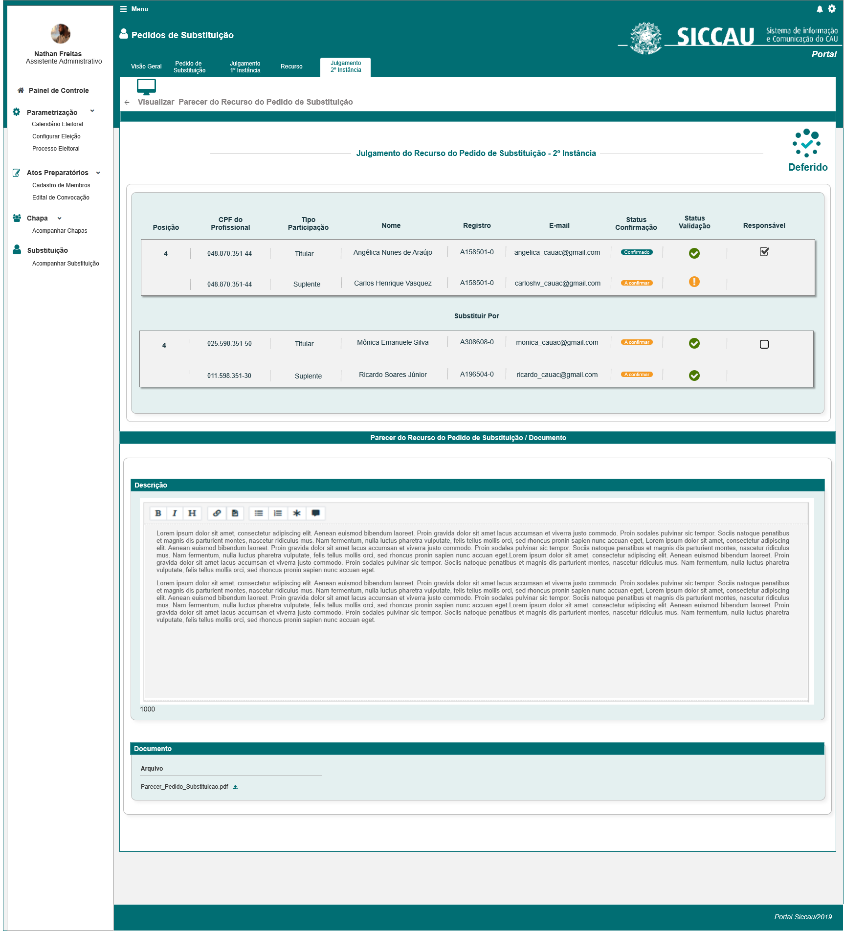 Menu
Nathan Freitas
Assistente Administrativo
Painel de Controle
Parametrização
Calendário Eleitoral
Configurar Eleição
Processo Eleitoral
Atos Preparatórios
Cadastro de Membros
Edital de Convocação
Chapa
Acompanhar Chapas
Substituição
Acompanhar Substituição
Pedidos de Substituição
SICCAU
Sistema de informação
e Comunicação do CAU
Portal
Visão Geral
Pedido de
Substituição
Julgamento
1ª Instância
Recurso
Julgamento
2ª Instância
Visualizar Parecer do Recurso do Pedido de Substituição
Julgamento do Recurso do Pedido de Substituição - 2ª Instância
Deferido
Posição CPF do Profissional Tipo Participação Nome Registro E-mail Status Confirmação Status Validação Responsável
4 048.870.351-44 Titular Angélica Nunes de Araújo A158501-0 angelica_cauac@gmail.com Confirmado
048.870.351-44 Suplente Carlos Henrique Vasquez A158501-0 carloshv_cauac@gmail.com A confirmar
Substituir Por
4 025.590.351-50 Titular Mônica Emanuele Silva A308608-0 monica_cauac@gmail.com A confirmar
011.598.351-30 Suplente Ricardo Soares Júnior A196504-0 ricardo_cauac@gmail.com A confirmar
Parecer do Recurso do Pedido de Substituição / Documento
Descrição
B I H
Lorem ipsum dolor sit amet, consectetur adipiscing elit. Aenean euismod bibendum laoreet. Proin gravida dolor sit amet lacus accumsan et viverra justo commodo. Proin sodales pulvinar sic tempor. Sociis natoque penatibus
et magnis dis parturient montes, nascetur ridiculus mus. Nam fermentum, nulla luctus pharetra vulputate, felis tellus mollis orci, sed rhoncus pronin sapien nunc accuan eget. Lorem ipsum dolor sit amet, consectetur adipiscing
elit. Aenean euismod bibendum laoreet. Proin gravida dolor sit amet lacus accumsan et viverra justo commodo. Proin sodales pulvinar sic tempor. Sociis natoque penatibus et magnis dis parturient montes, nascetur ridiculus
mus. Nam fermentum, nulla luctus pharetra vulputate, felis tellus mollis orci, sed rhoncus pronin sapien nunc accuan eget.Lorem ipsum dolor sit amet, consectetur adipiscing elit. Aenean euismod bibendum laoreet. Proin
gravida dolor sit amet lacus accumsan et viverra justo commodo. Proin sodales pulvinar sic tempor. Sociis natoque penatibus et magnis dis parturient montes, nascetur ridiculus mus. Nam fermentum, nulla luctus pharetra
vulputate, felis tellus mollis orci, sed rhoncus pronin sapien nunc accuan eget.
Lorem ipsum dolor sit amet, consectetur adipiscing elit. Aenean euismod bibendum laoreet. Proin gravida dolor sit amet lacus accumsan et viverra justo commodo. Proin sodales pulvinar sic tempor. Sociis natoque penatibus
et magnis dis parturient montes, nascetur ridiculus mus. Nam fermentum, nulla luctus pharetra vulputate, felis tellus mollis orci, sed rhoncus pronin sapien nunc accuan eget, Lorem ipsum dolor sit amet, consectetur adipiscing
elit. Aenean euismod bibendum laoreet. Proin gravida dolor sit amet lacus accumsan et viverra justo commodo. Proin sodales pulvinar sic tempor. Sociis natoque penatibus et magnis dis parturient montes, nascetur ridiculus
mus. Nam fermentum, nulla luctus pharetra vulputate, felis tellus mollis orci, sed rhoncus pronin sapien nunc accuan eget.Lorem ipsum dolor sit amet, consectetur adipiscing elit. Aenean euismod bibendum laoreet. Proin
gravida dolor sit amet lacus accumsan et viverra justo commodo. Proin sodales pulvinar sic tempor. Sociis natoque penatibus et magnis dis parturient montes, nascetur ridiculus mus. Nam fermentum, nulla luctus pharetra
vulputate, felis tellus mollis orci, sed rhoncus pronin sapien nunc accuan eget.
1000
Documento
Arquivo
Parecer_Pedido_Substituicao.pdf
Portal Siccau/2019